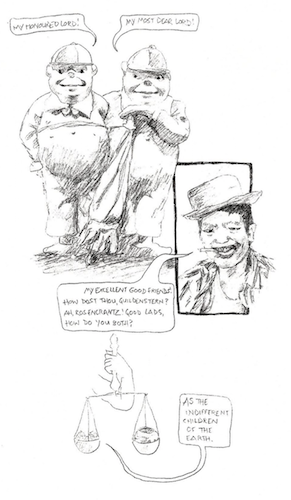 MY HONOURED LORD!
MY MOST DEAR LORD!
MY EXCELLENT GOOD FRIENDS!
HOW DOST THOU, GUILDENSTERN?
AH, ROSENCRANTZ! GOOD LADS,
HOW DO YOU BOTH?
AS THE
INDIFFERENT
CHILDREN
OF THE
EARTH.